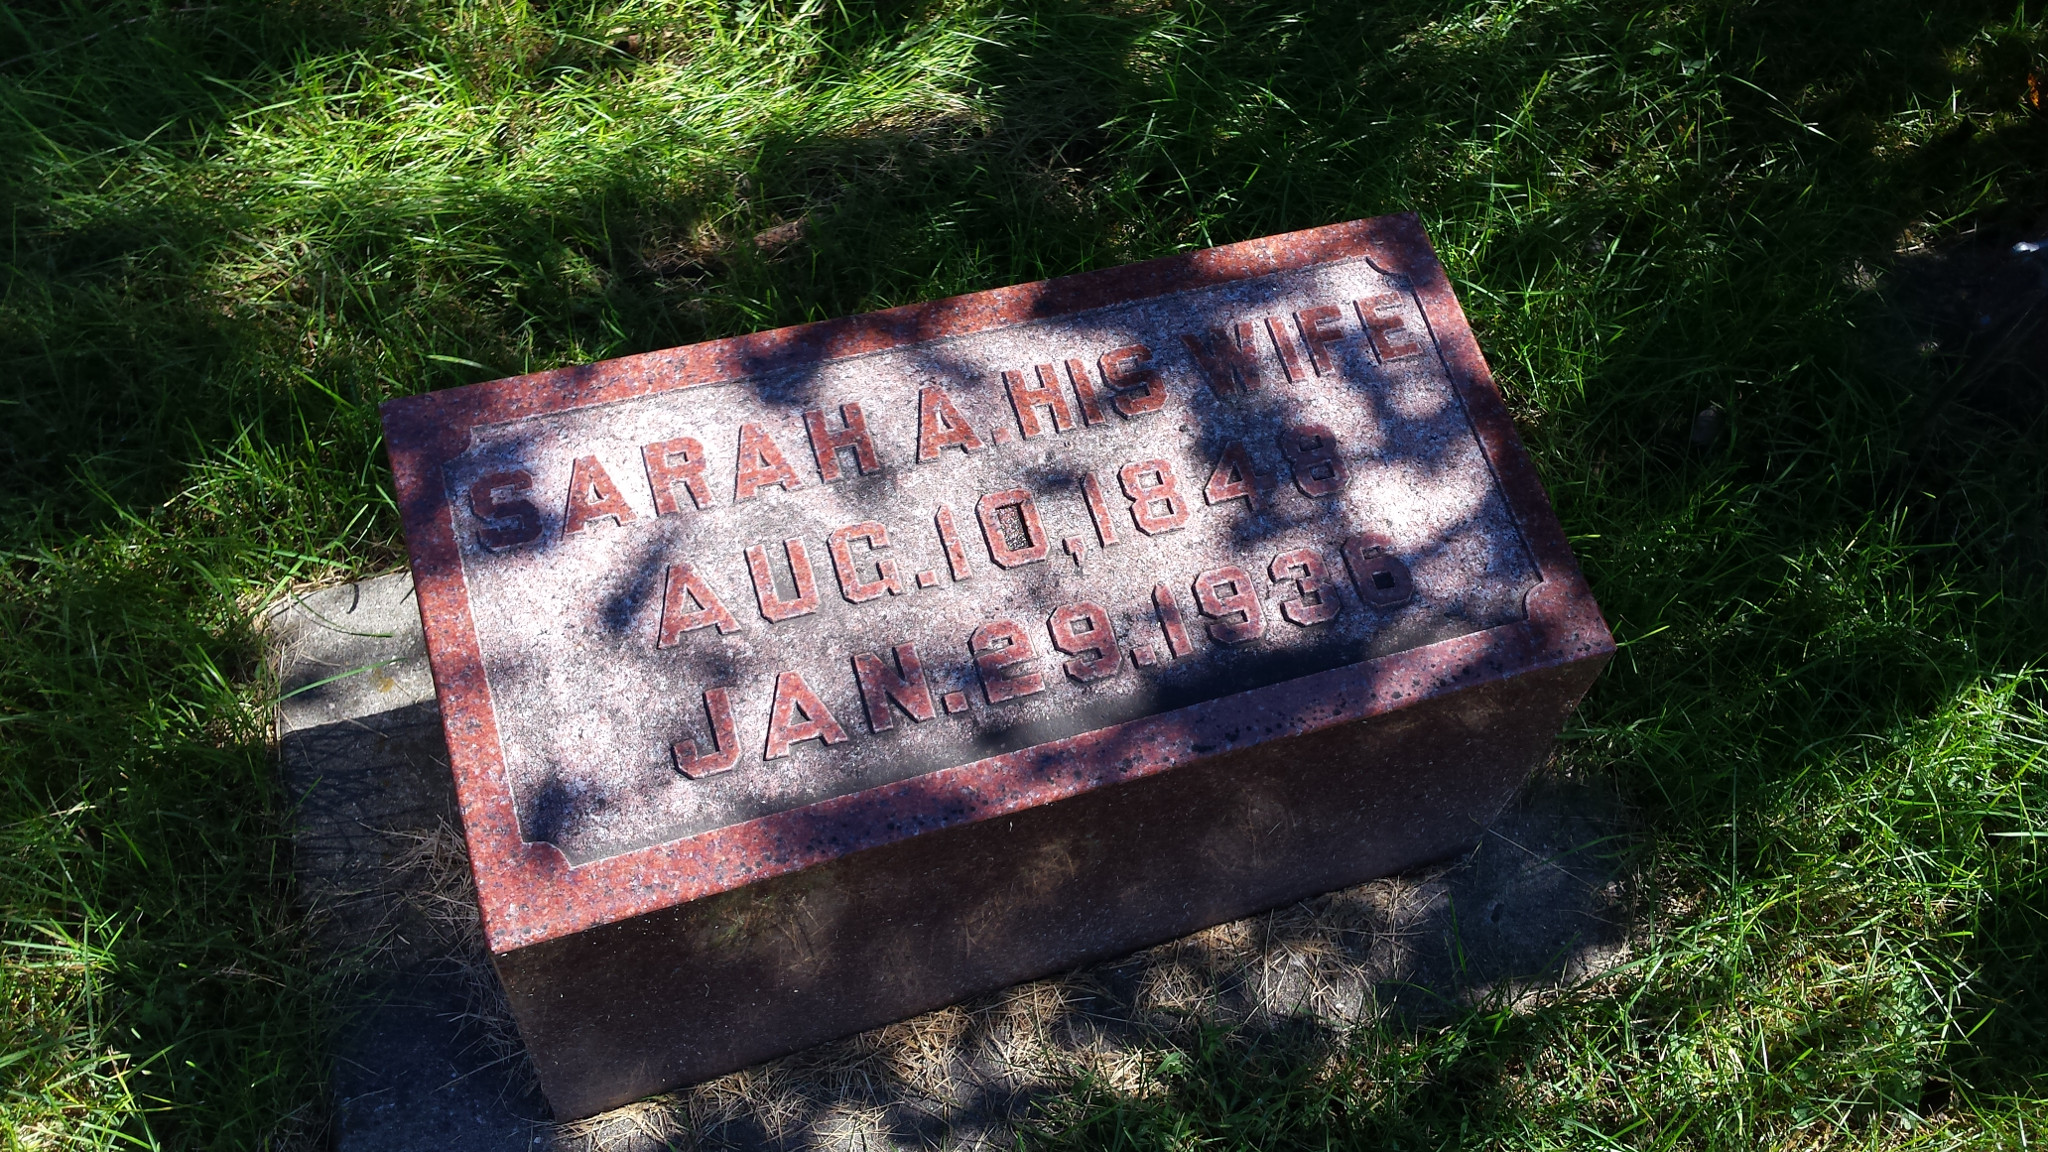 SARAH A. HIS WIFE
AUG. 10, 1848
JAN. 29. 1936